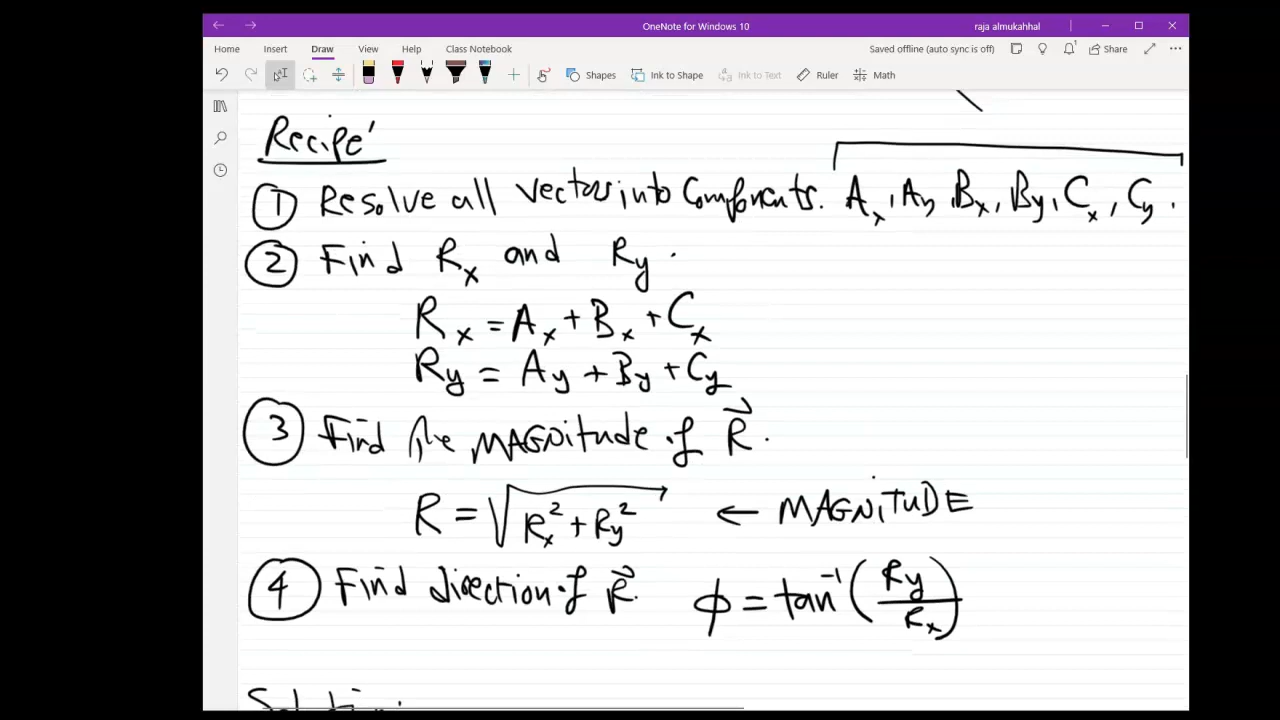 OneNote for Windows 10
raja almukahhal
Home Insert Draw View Help Class Notebook
Saved offline (auto sync is off)
Share
Shapes Ink to Shape Ink to Text Ruler Math
Recipe'
① Resolve all vectors into components. Aₓ, Ay, Bₓ, By, Cₓ, Cy.
② Find Rₓ and Ry.
Rₓ = Aₓ + Bₓ + Cₓ
Ry = Ay + By + Cy
③ Find the MAGNitude of R⃗.
R = √(Rₓ² + Ry²) ← MAGNiTUDE
④ Find direction of R⃗. ϕ = tan⁻¹(Ry/Rₓ)